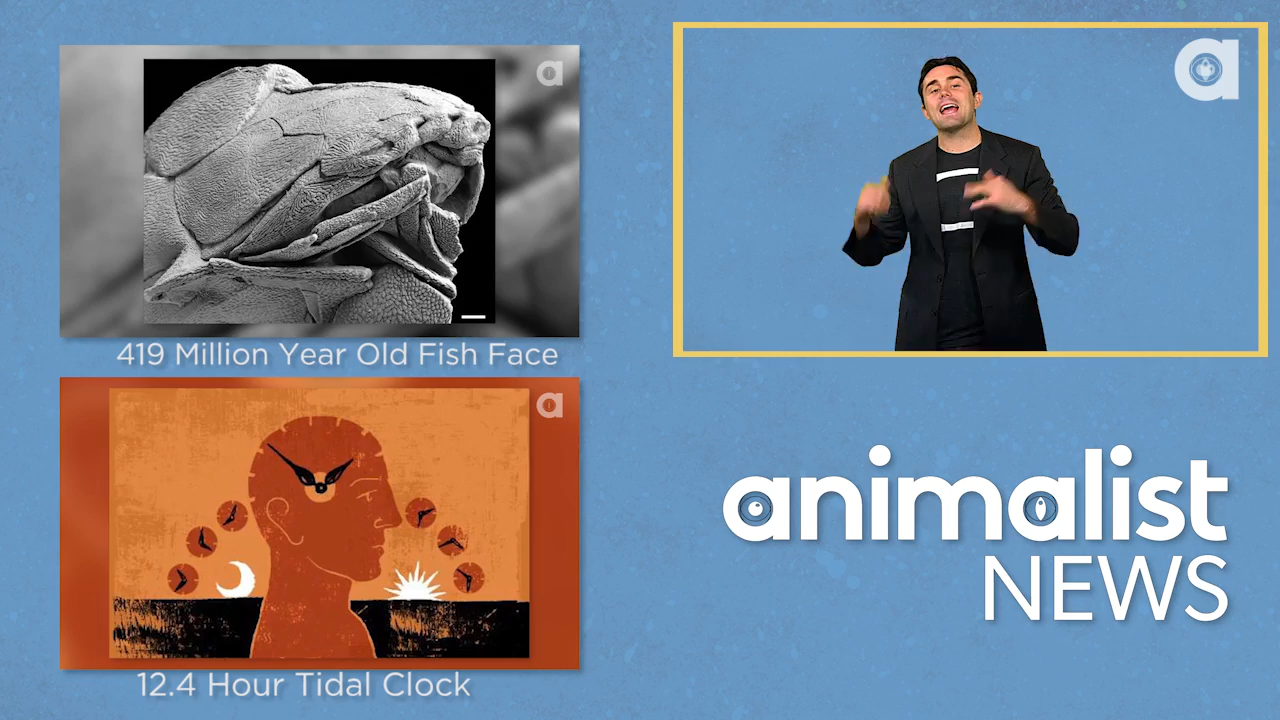 419 Million Year Old Fish Face
12.4 Hour Tidal Clock
a
a
a
animalist
NEWS